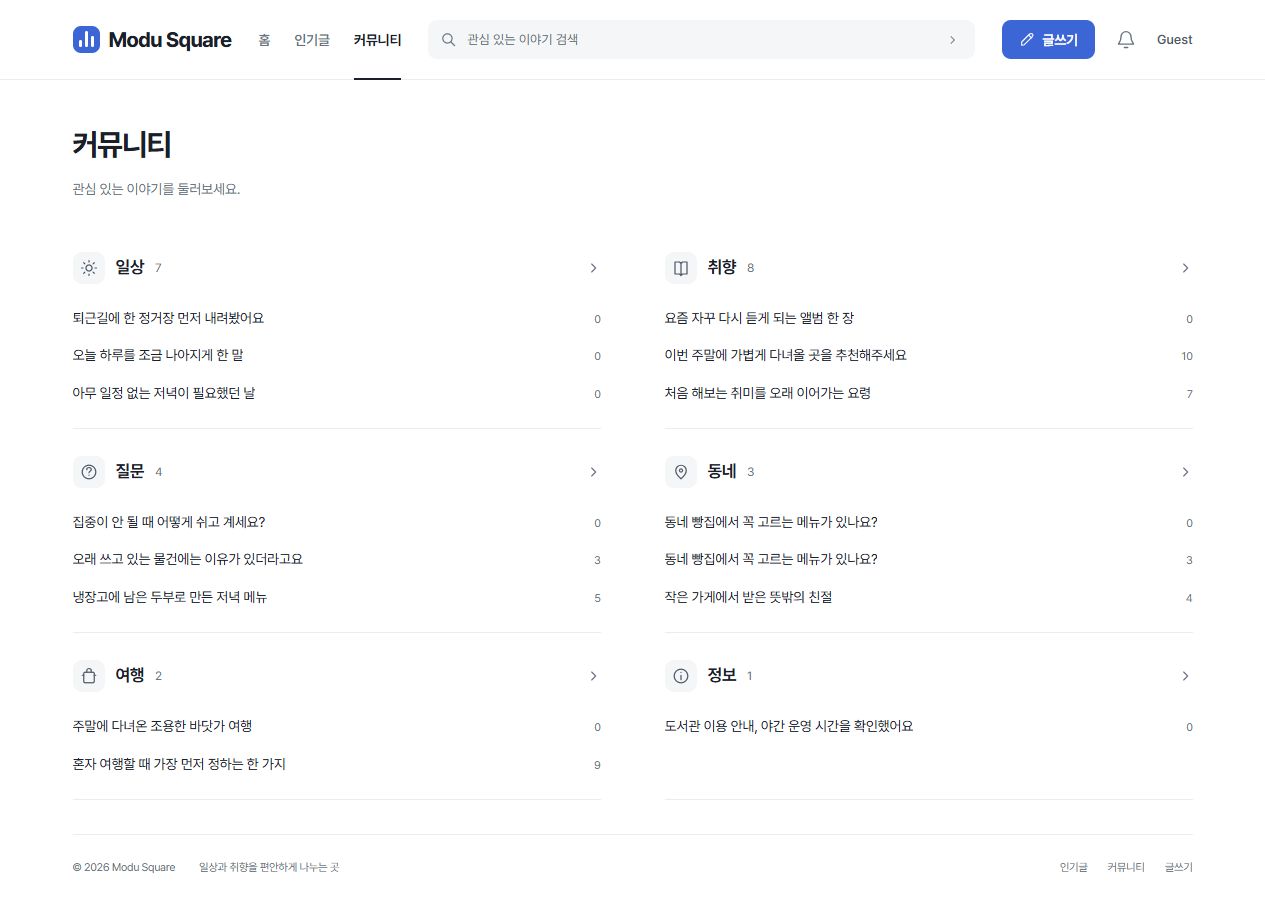 Modu Square 홈 인기글 커뮤니티 관심 있는 이야기 검색 글쓰기 Guest
커뮤니티
관심 있는 이야기를 둘러보세요.
일상 7
퇴근길에 한 정거장 먼저 내려봤어요 0
오늘 하루를 조금 나아지게 한 말 0
아무 일정 없는 저녁이 필요했던 날 0
취향 8
요즘 자꾸 다시 듣게 되는 앨범 한 장 0
이번 주말에 가볍게 다녀올 곳을 추천해주세요 10
처음 해보는 취미를 오래 이어가는 요령 7
질문 4
집중이 안 될 때 어떻게 쉬고 계세요? 0
오래 쓰고 있는 물건에는 이유가 있더라고요 3
냉장고에 남은 두부로 만든 저녁 메뉴 5
동네 3
동네 빵집에서 꼭 고르는 메뉴가 있나요? 0
동네 빵집에서 꼭 고르는 메뉴가 있나요? 3
작은 가게에서 받은 뜻밖의 친절 4
여행 2
주말에 다녀온 조용한 바닷가 여행 0
혼자 여행할 때 가장 먼저 정하는 한 가지 9
정보 1
도서관 이용 안내, 야간 운영 시간을 확인했어요 0
© 2026 Modu Square 일상과 취향을 편안하게 나누는 곳 인기글 커뮤니티 글쓰기